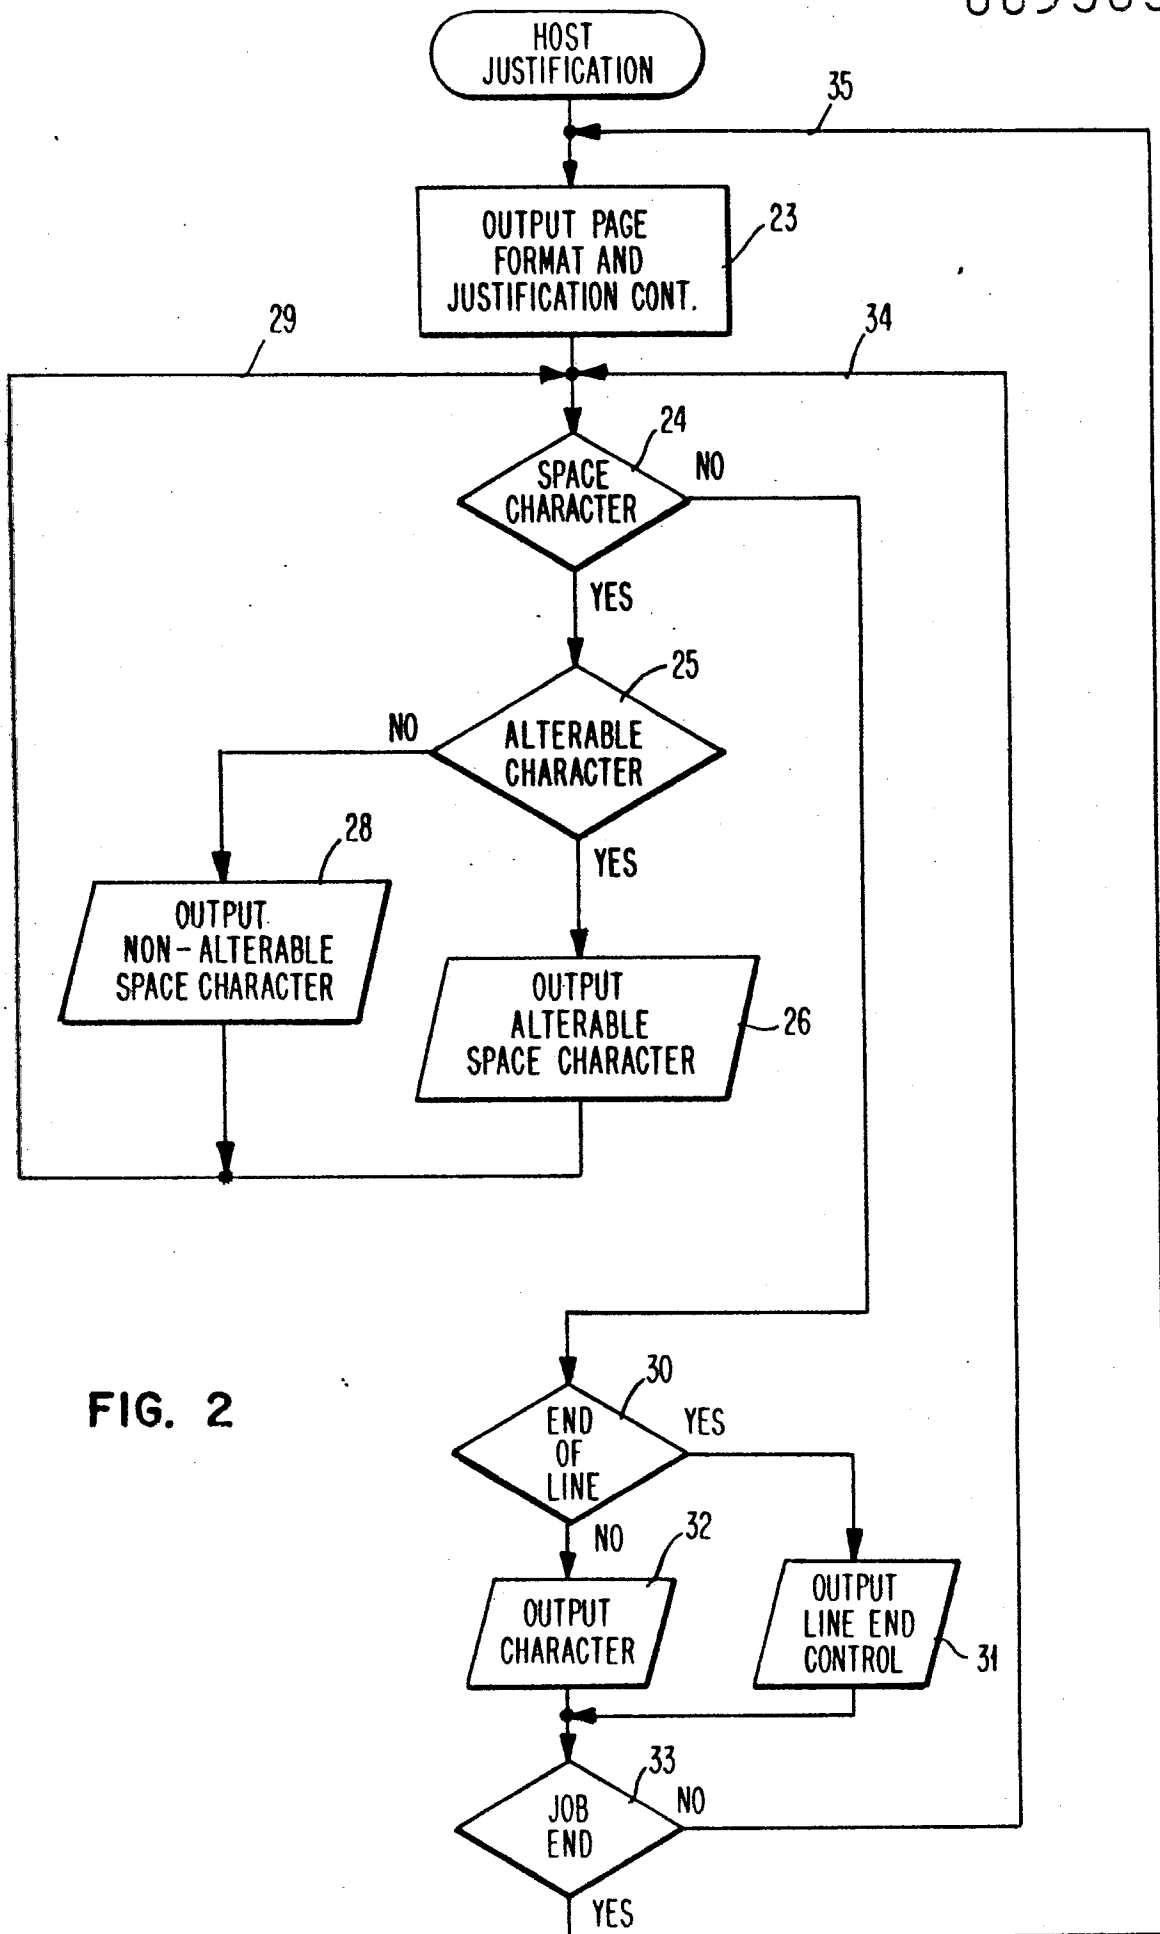 HOST
JUSTIFICATION
35
OUTPUT PAGE
FORMAT AND
JUSTIFICATION CONT.
23
29
34
24
SPACE
CHARACTER
NO
YES
25
ALTERABLE
CHARACTER
NO
YES
28
OUTPUT
NON-ALTERABLE
SPACE CHARACTER
OUTPUT
ALTERABLE
SPACE CHARACTER
26
FIG. 2
30
END
OF
LINE
YES
NO
32
OUTPUT
CHARACTER
OUTPUT
LINE END
CONTROL
31
33
JOB
END
NO
YES